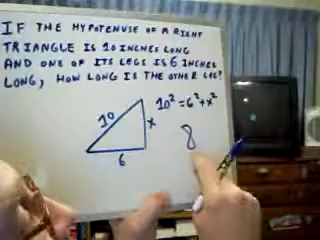 IF THE HYPOTENUSE OF A RIGHT
TRIANGLE IS 10 INCHES LONG
AND ONE OF ITS LEGS IS 6 INCHES
LONG, HOW LONG IS THE OTHER LEG?
10² = 6² + x²
10
x
8
6